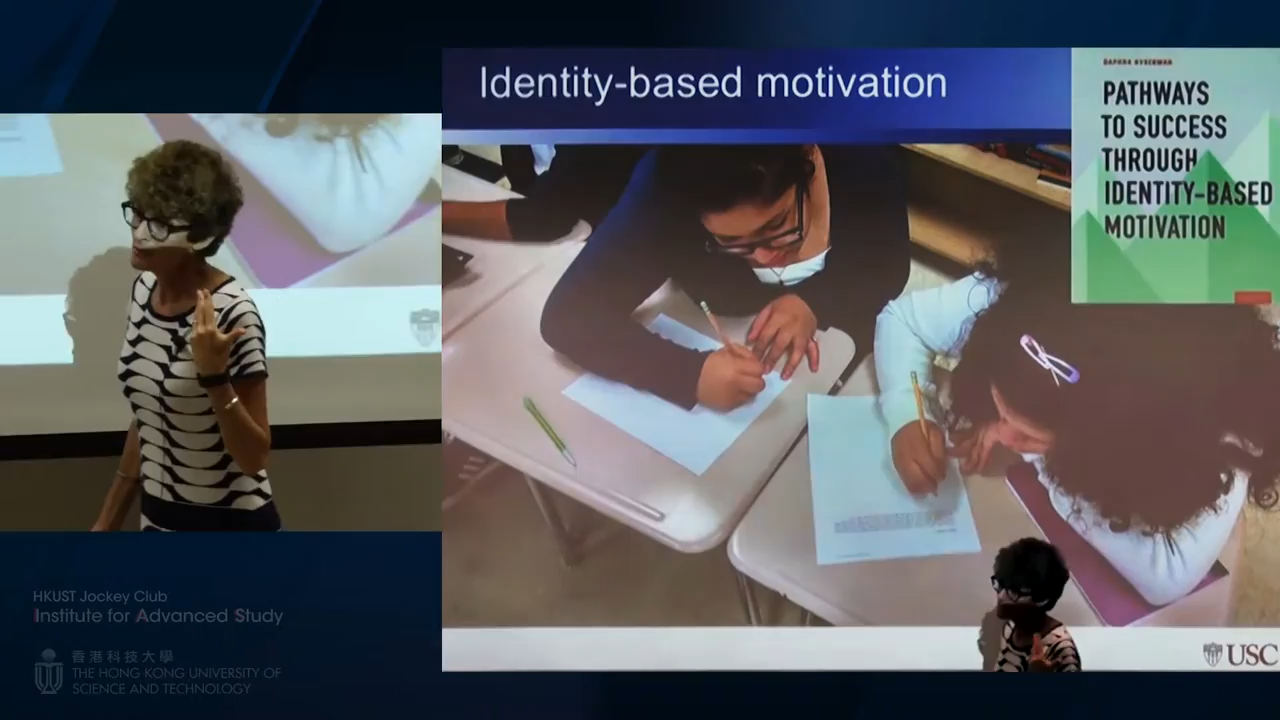 Identity-based motivation
DAPHNA OYSERMAN
PATHWAYS
TO SUCCESS
THROUGH
IDENTITY-BASED
MOTIVATION
USC
HKUST Jockey Club
Institute for Advanced Study
香港科技大學
THE HONG KONG UNIVERSITY OF
SCIENCE AND TECHNOLOGY